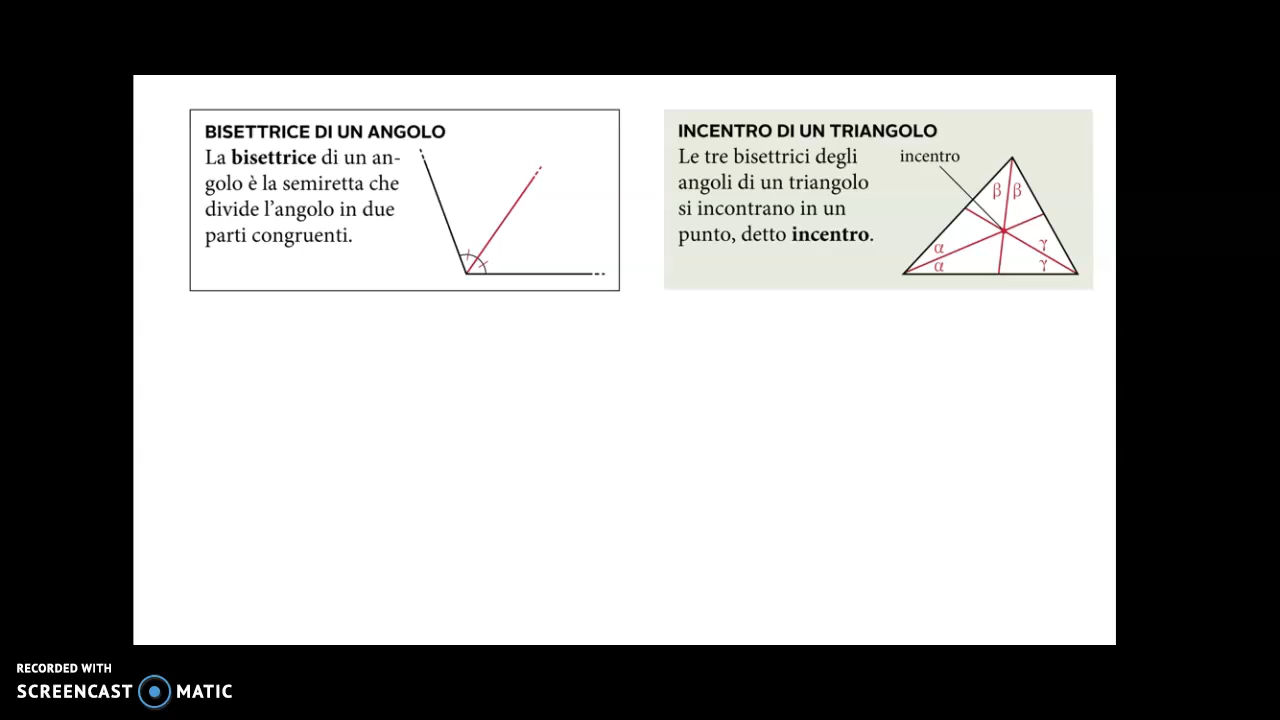 BISETTRICE DI UN ANGOLO
La bisettrice di un an-
golo è la semiretta che
divide l'angolo in due
parti congruenti.
INCENTRO DI UN TRIANGOLO
Le tre bisettrici degli
angoli di un triangolo
si incontrano in un
punto, detto incentro.
incentro
β β
α
α
γ
γ
RECORDED WITH
SCREENCAST MATIC